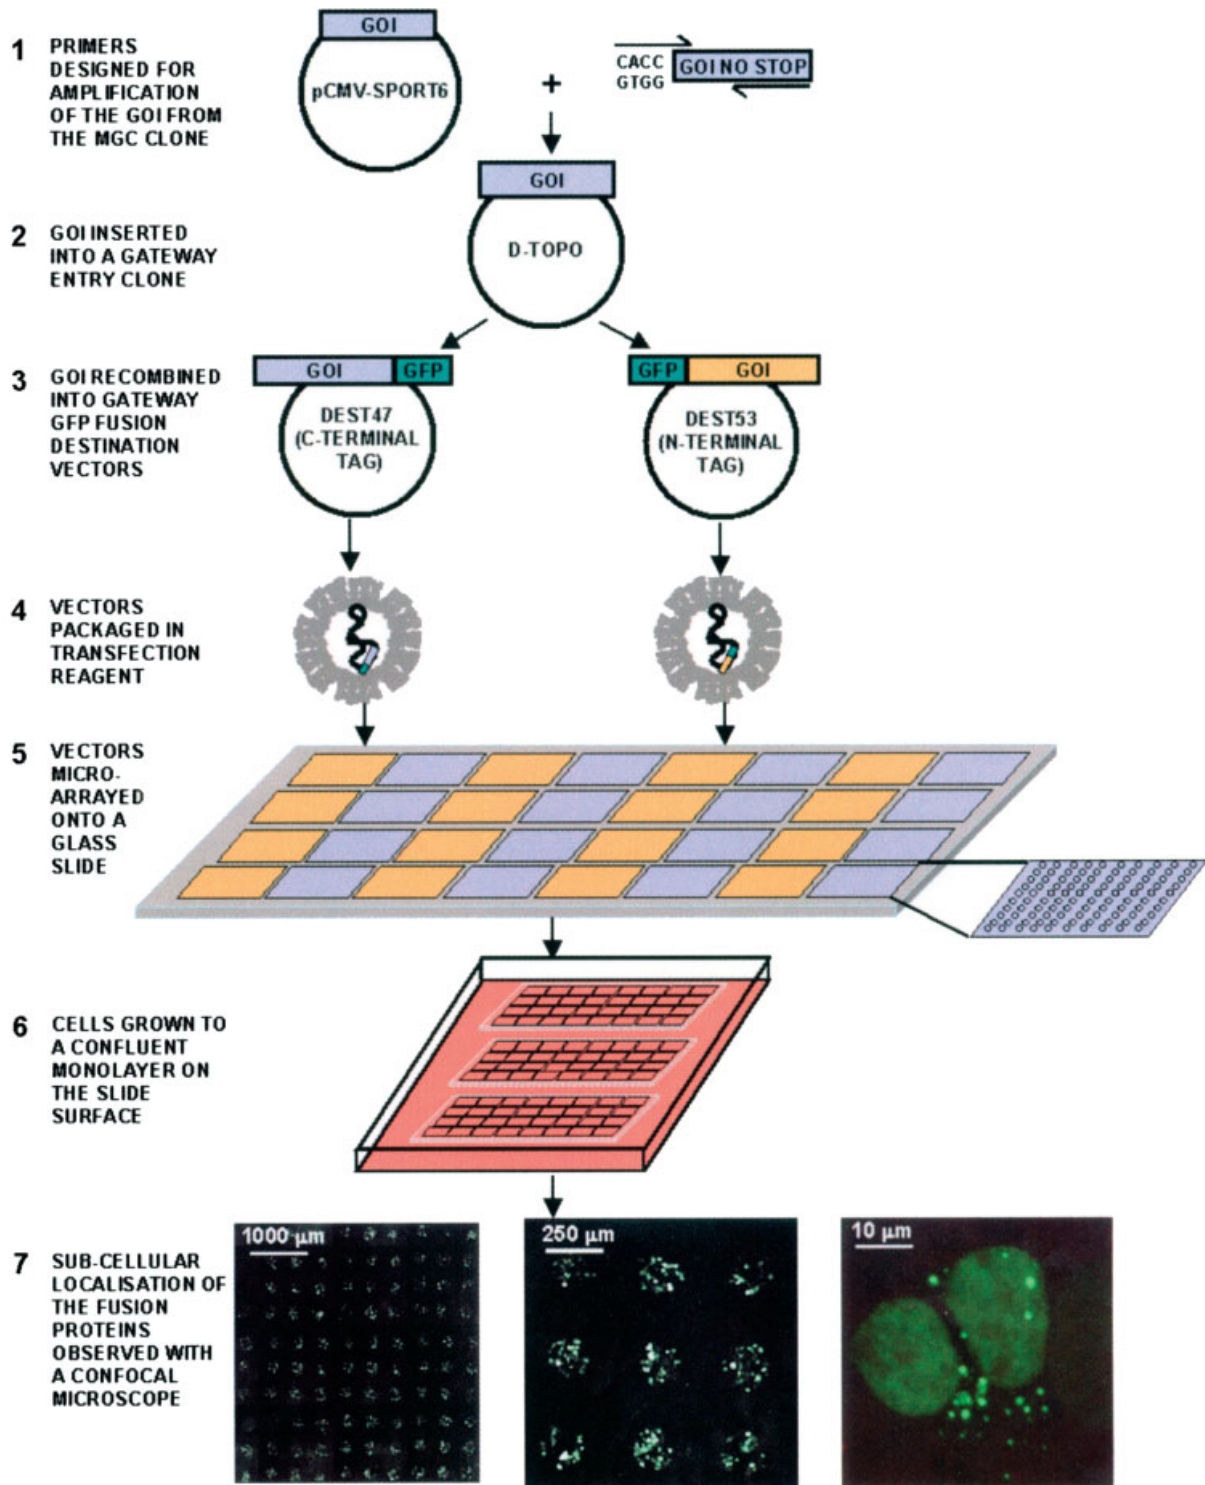 1
PRIMERS
DESIGNED FOR
AMPLIFICATION
OF THE GOI FROM
THE MGC CLONE
GOI
pCMV-SPORT6
+
CACC
GTGG
GOI NO STOP
2
GOI INSERTED
INTO A GATEWAY
ENTRY CLONE
GOI
D-TOPO
3
GOI RECOMBINED
INTO GATEWAY
GFP FUSION
DESTINATION
VECTORS
GOI GFP
DEST47
(C-TERMINAL
TAG)
GFP GOI
DEST53
(N-TERMINAL
TAG)
4
VECTORS
PACKAGED IN
TRANSFECTION
REAGENT
5
VECTORS
MICRO-
ARRAYED
ONTO A
GLASS
SLIDE
6
CELLS GROWN TO
A CONFLUENT
MONOLAYER ON
THE SLIDE
SURFACE
7
SUB-CELLULAR
LOCALISATION OF
THE FUSION
PROTEINS
OBSERVED WITH
A CONFOCAL
MICROSCOPE
1000 µm
250 µm
10 µm